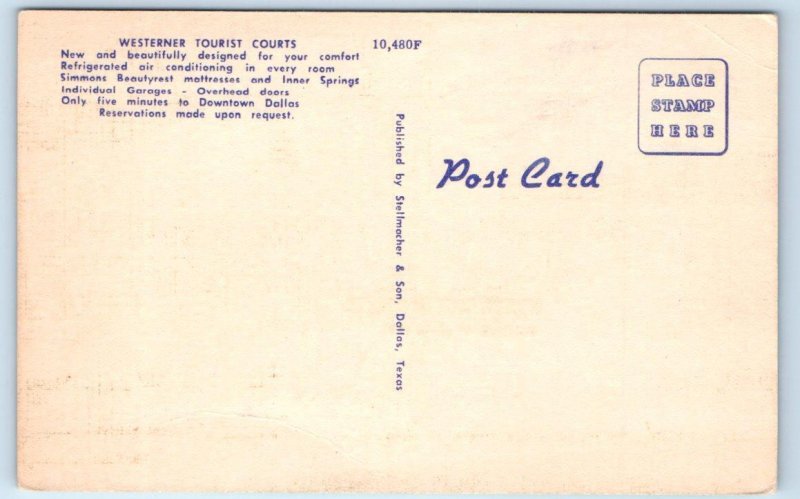 WESTERNER TOURIST COURTS
New and beautifully designed for your comfort
Refrigerated air conditioning in every room
Simmons Beautyrest mattresses and Inner Springs
Individual Garages - Overhead doors
Only five minutes to Downtown Dallas
Reservations made upon request.
10,480F
Published by Stellmacher & Son, Dallas, Texas
Post Card
PLACE
STAMP
HERE